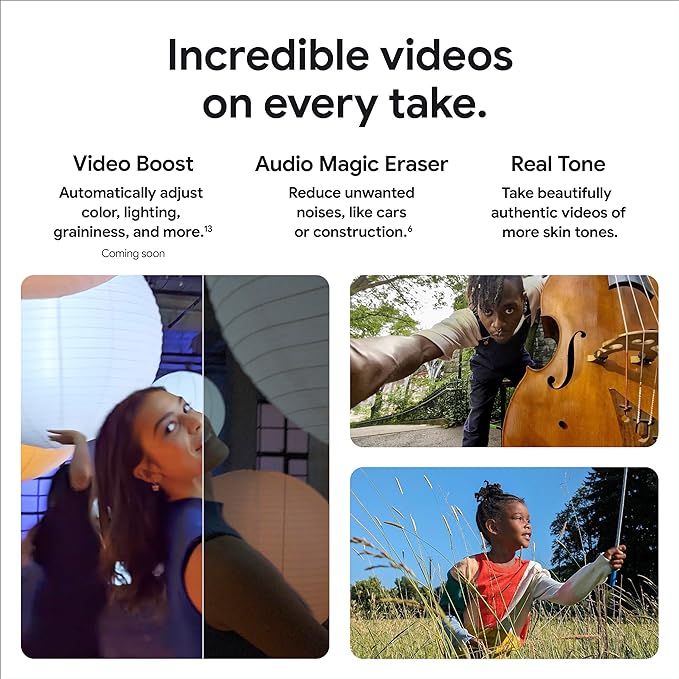 Incredible videos
on every take.
Video Boost
Automatically adjust
color, lighting,
graininess, and more.¹³
Coming soon
Audio Magic Eraser
Reduce unwanted
noises, like cars
or construction.⁶
Real Tone
Take beautifully
authentic videos of
more skin tones.